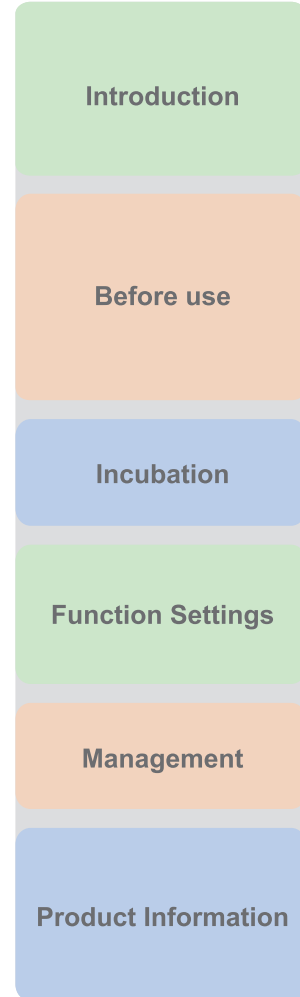 Introduction
Before use
Incubation
Function Settings
Management
Product Information